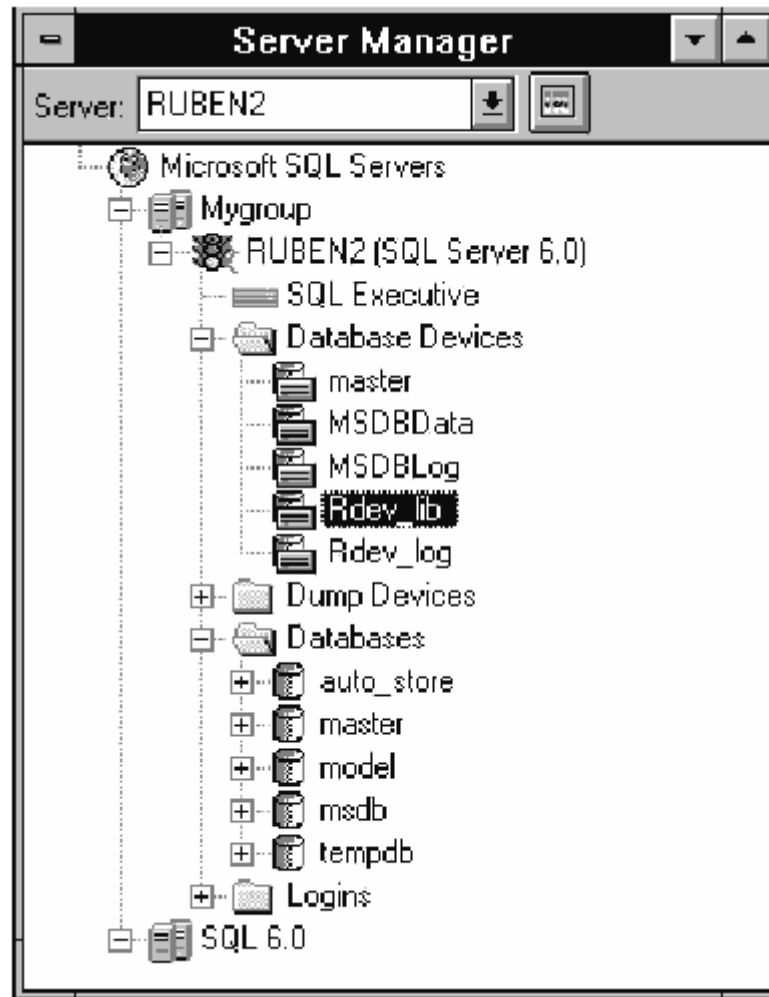 Server Manager
Server: RUBEN2
Microsoft SQL Servers
Mygroup
RUBEN2 (SQL Server 6.0)
SQL Executive
Database Devices
master
MSDBData
MSDBLog
Rdev_lib
Rdev_log
Dump Devices
Databases
auto_store
master
model
msdb
tempdb
Logins
SQL 6.0